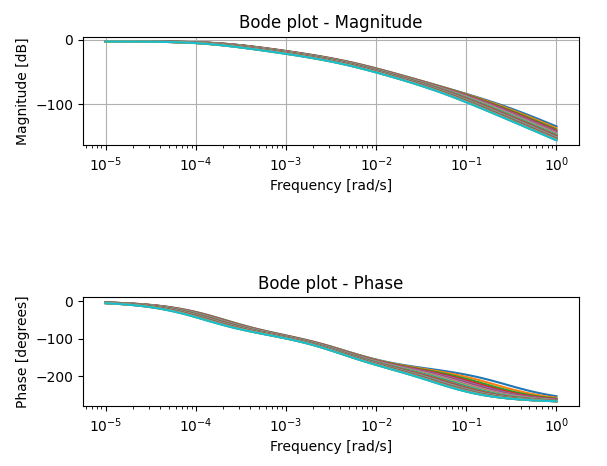 Bode plot - Magnitude
0
−100
Magnitude [dB]
10⁻⁵ 10⁻⁴ 10⁻³ 10⁻² 10⁻¹ 10⁰
Frequency [rad/s]
Bode plot - Phase
0
−100
−200
Phase [degrees]
10⁻⁵ 10⁻⁴ 10⁻³ 10⁻² 10⁻¹ 10⁰
Frequency [rad/s]